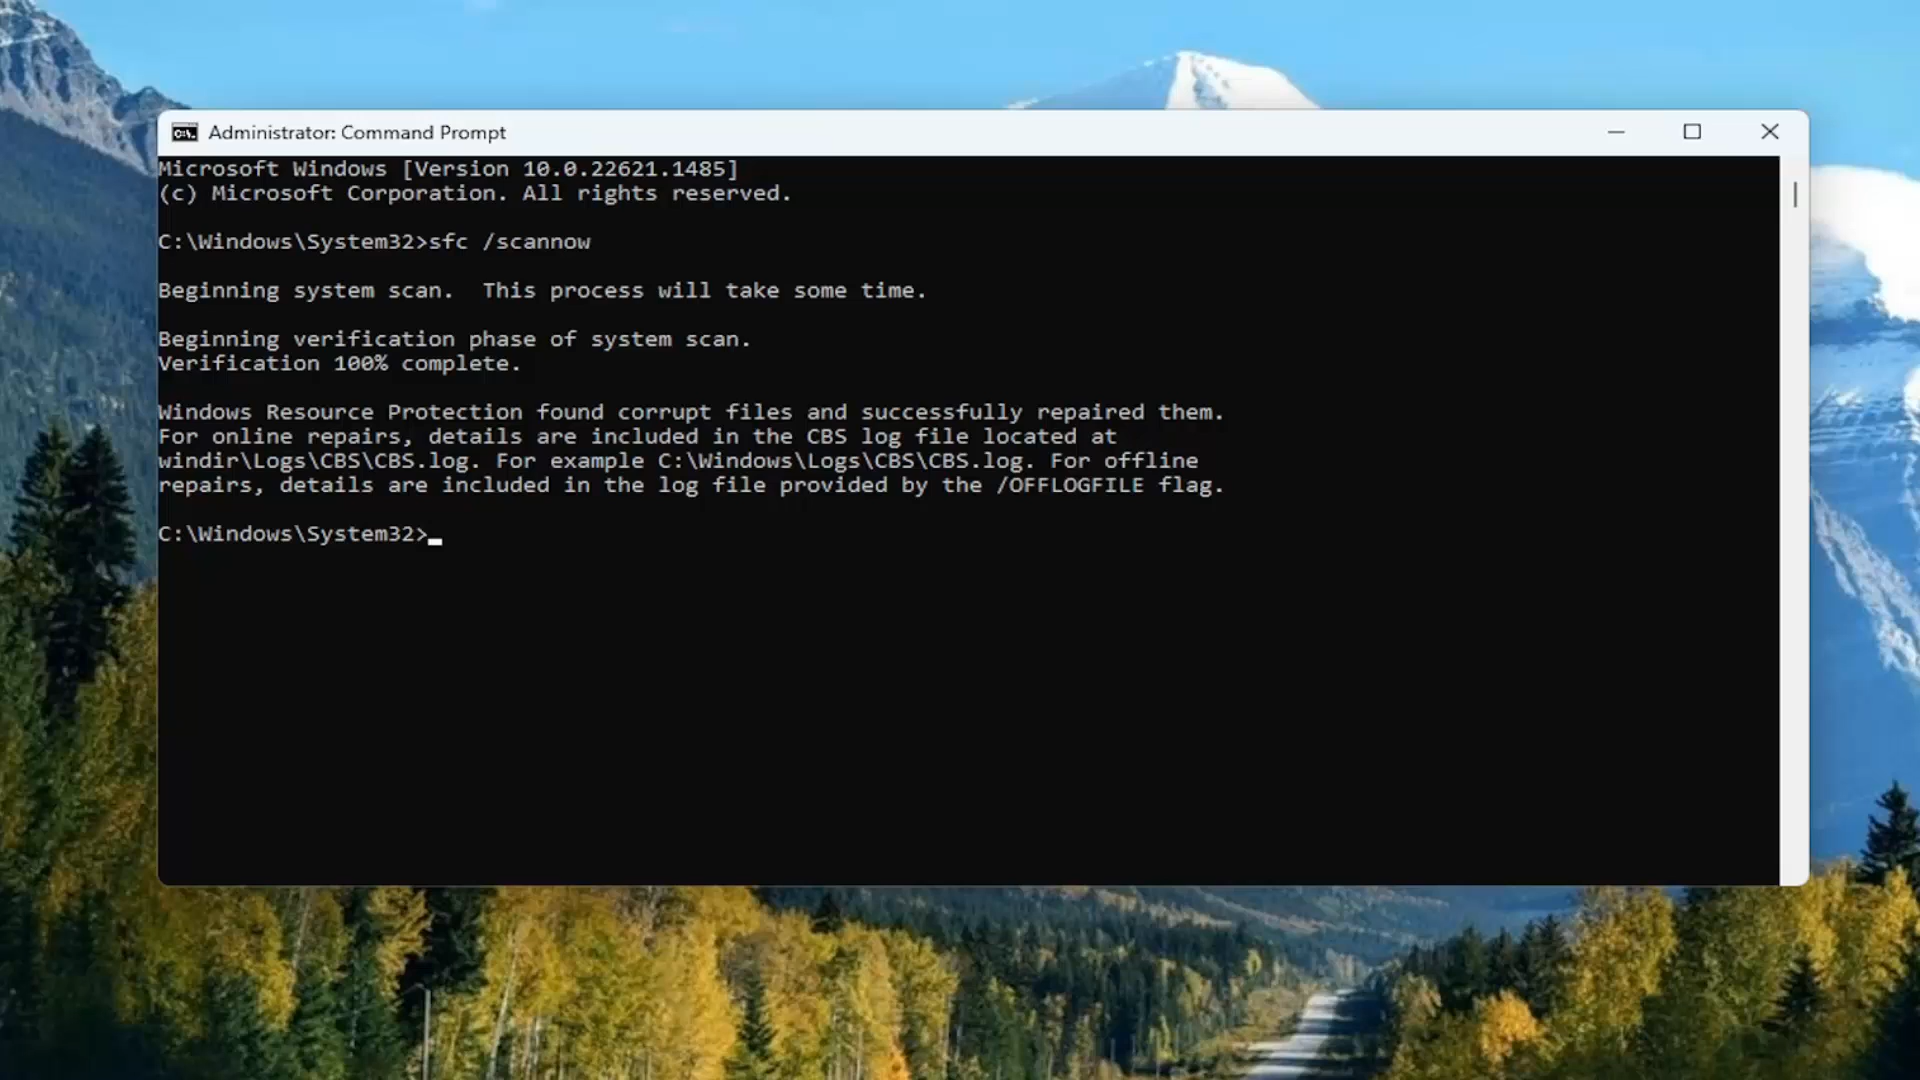 Administrator: Command Prompt
Microsoft Windows [Version 10.0.22621.1485]
(c) Microsoft Corporation. All rights reserved.
C:\Windows\System32>sfc /scannow
Beginning system scan.  This process will take some time.
Beginning verification phase of system scan.
Verification 100% complete.
Windows Resource Protection found corrupt files and successfully repaired them.
For online repairs, details are included in the CBS log file located at
windir\Logs\CBS\CBS.log. For example C:\Windows\Logs\CBS\CBS.log. For offline
repairs, details are included in the log file provided by the /OFFLOGFILE flag.
C:\Windows\System32>